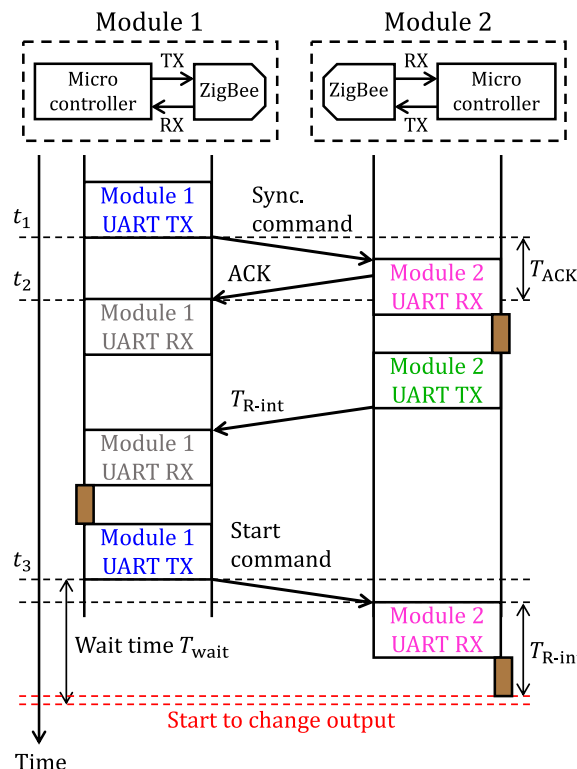 Module 1
Module 2
TX
Micro
controller
ZigBee
RX
RX
ZigBee
Micro
controller
TX
Module 1
UART TX
Sync.
command
t1
TACK
ACK
Module 2
UART RX
t2
Module 1
UART RX
Module 2
UART TX
TR-int
Module 1
UART RX
Module 1
UART TX
Start
command
t3
Module 2
UART RX
Wait time Twait
TR-int
Start to change output
Time